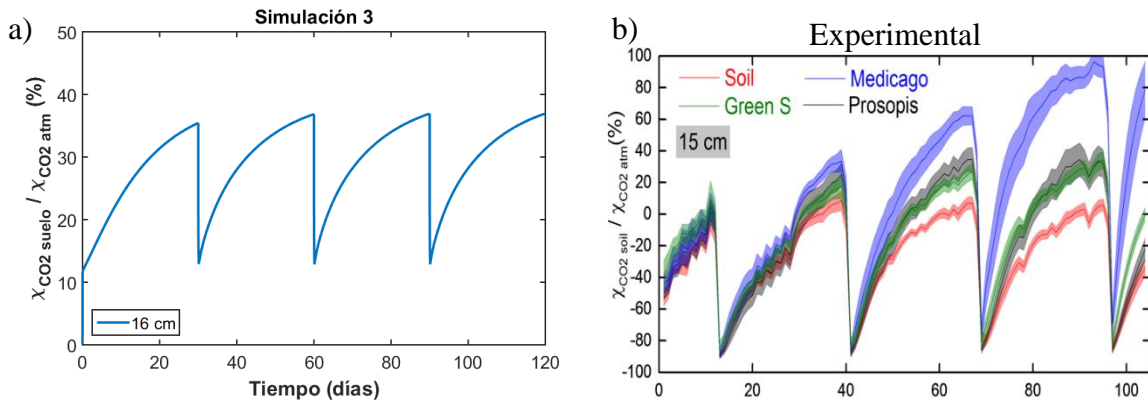 a)
Simulación 3
χCO2 suelo / χCO2 atm (%)
50
40
30
20
10
0
16 cm
0 20 40 60 80 100 120
Tiempo (días)
b)
Experimental
χCO2 soil / χCO2 atm(%)
Soil Medicago
Green S Prosopis
15 cm
100
80
60
40
20
0
-20
-40
-60
-80
-100
0 20 40 60 80 100